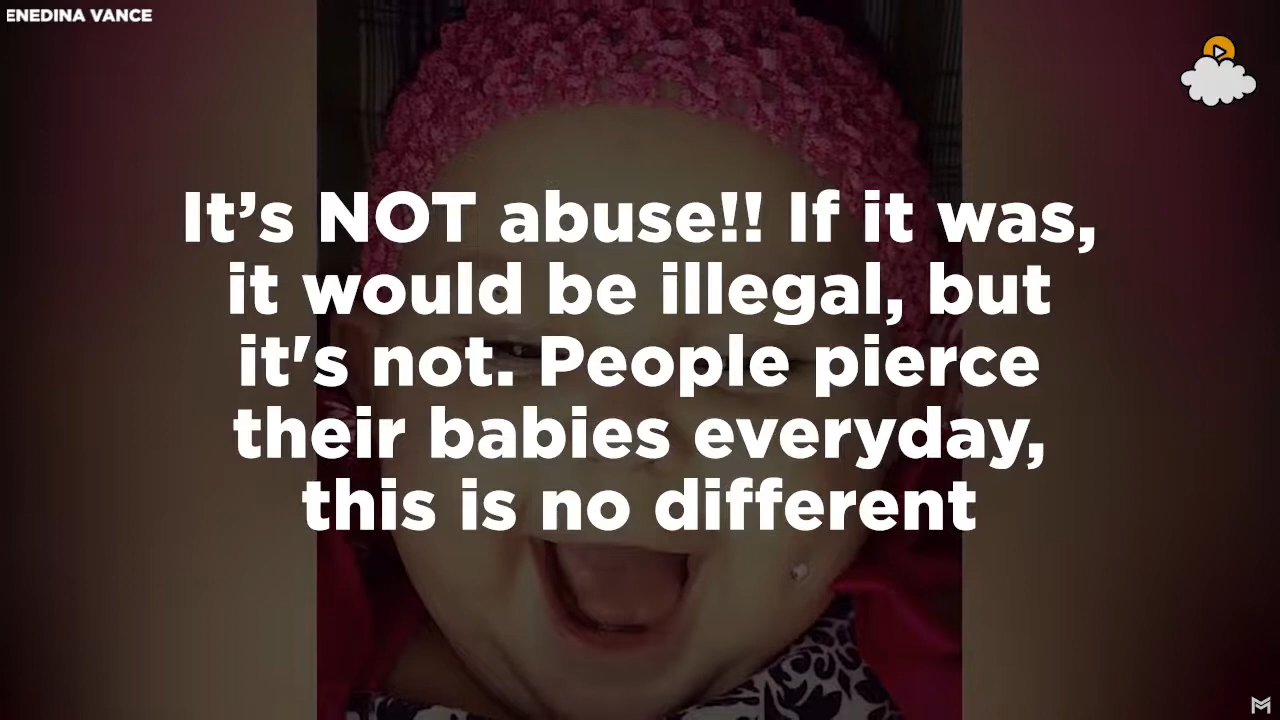 ENEDINA VANCE
It’s NOT abuse!! If it was,
it would be illegal, but
it's not. People pierce
their babies everyday,
this is no different